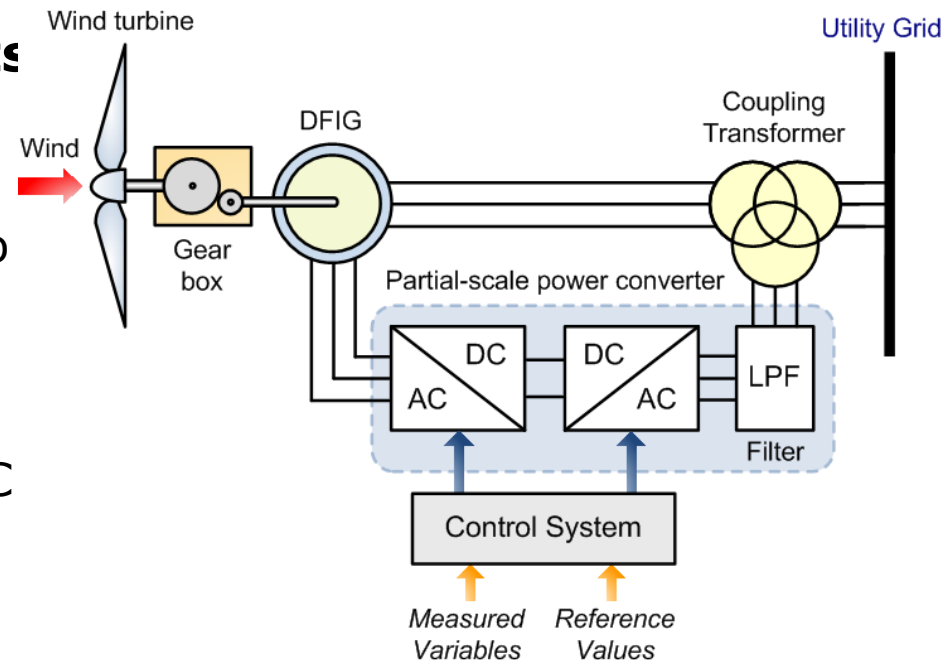 Wind turbine
Utility Grid
ts
Coupling
Transformer
DFIG
Wind
Gear
box
Partial-scale power converter
DC
AC
DC
AC
LPF
Filter
C
Control System
Measured
Variables
Reference
Values